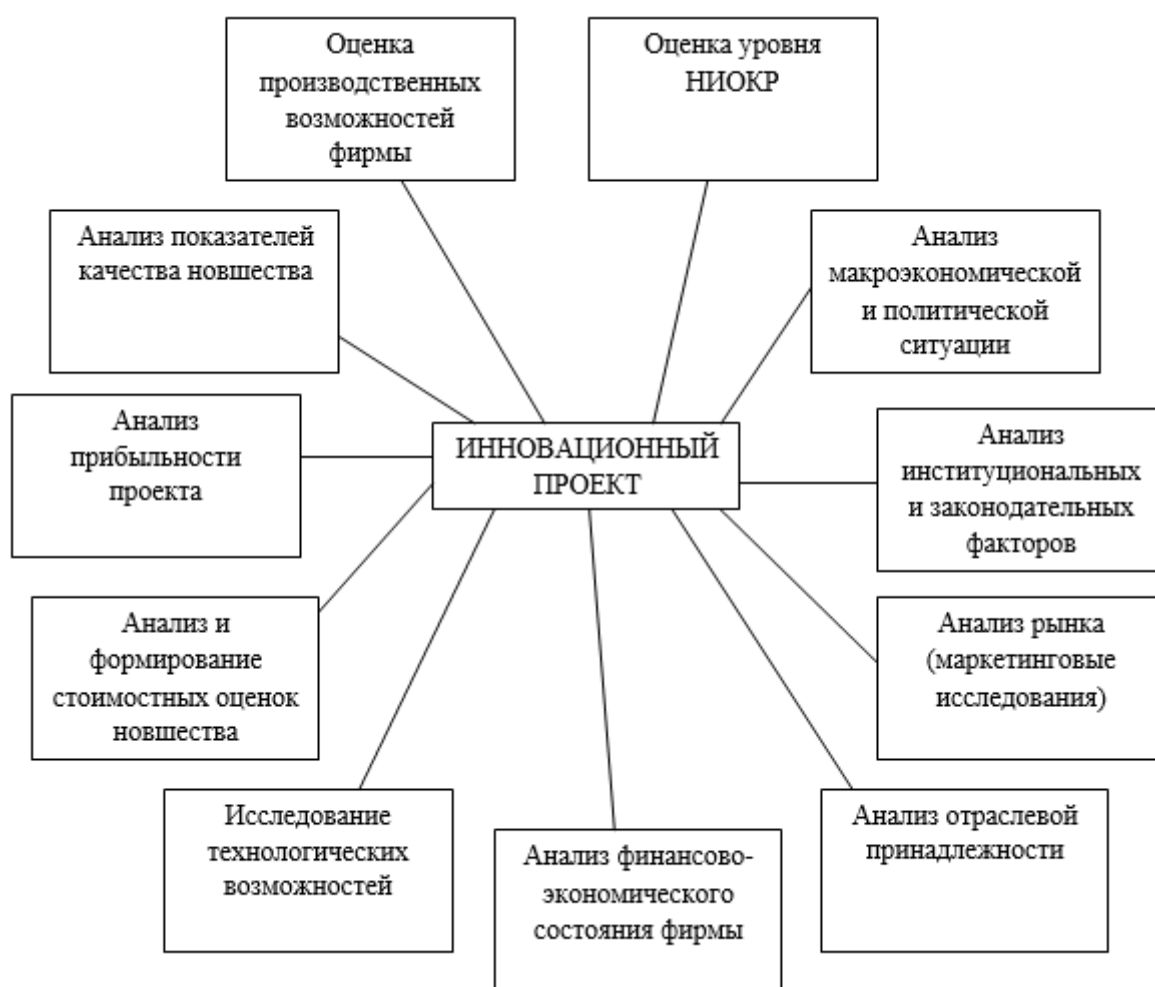 Оценка
производственных
возможностей
фирмы
Оценка уровня
НИОКР
Анализ показателей
качества новшества
Анализ
макроэкономической
и политической
ситуации
Анализ
прибыльности
проекта
ИННОВАЦИОННЫЙ
ПРОЕКТ
Анализ
институциональных
и законодательных
факторов
Анализ и
формирование
стоимостных оценок
новшества
Анализ рынка
(маркетинговые
исследования)
Исследование
технологических
возможностей
Анализ финансово-
экономического
состояния фирмы
Анализ отраслевой
принадлежности